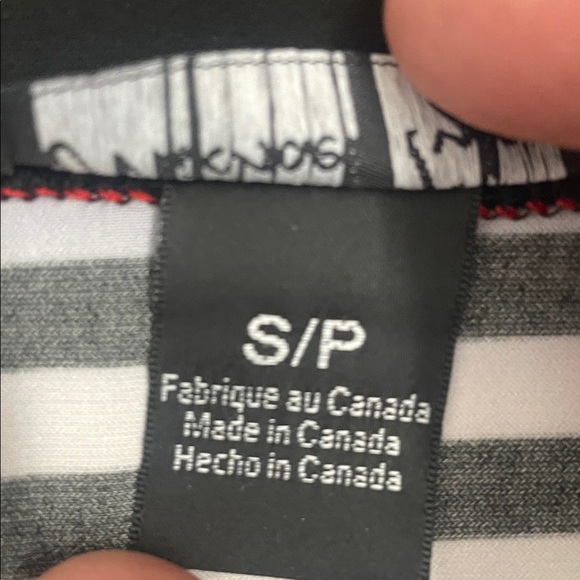 S/P
Fabrique au Canada
Made in Canada
Hecho in Canada